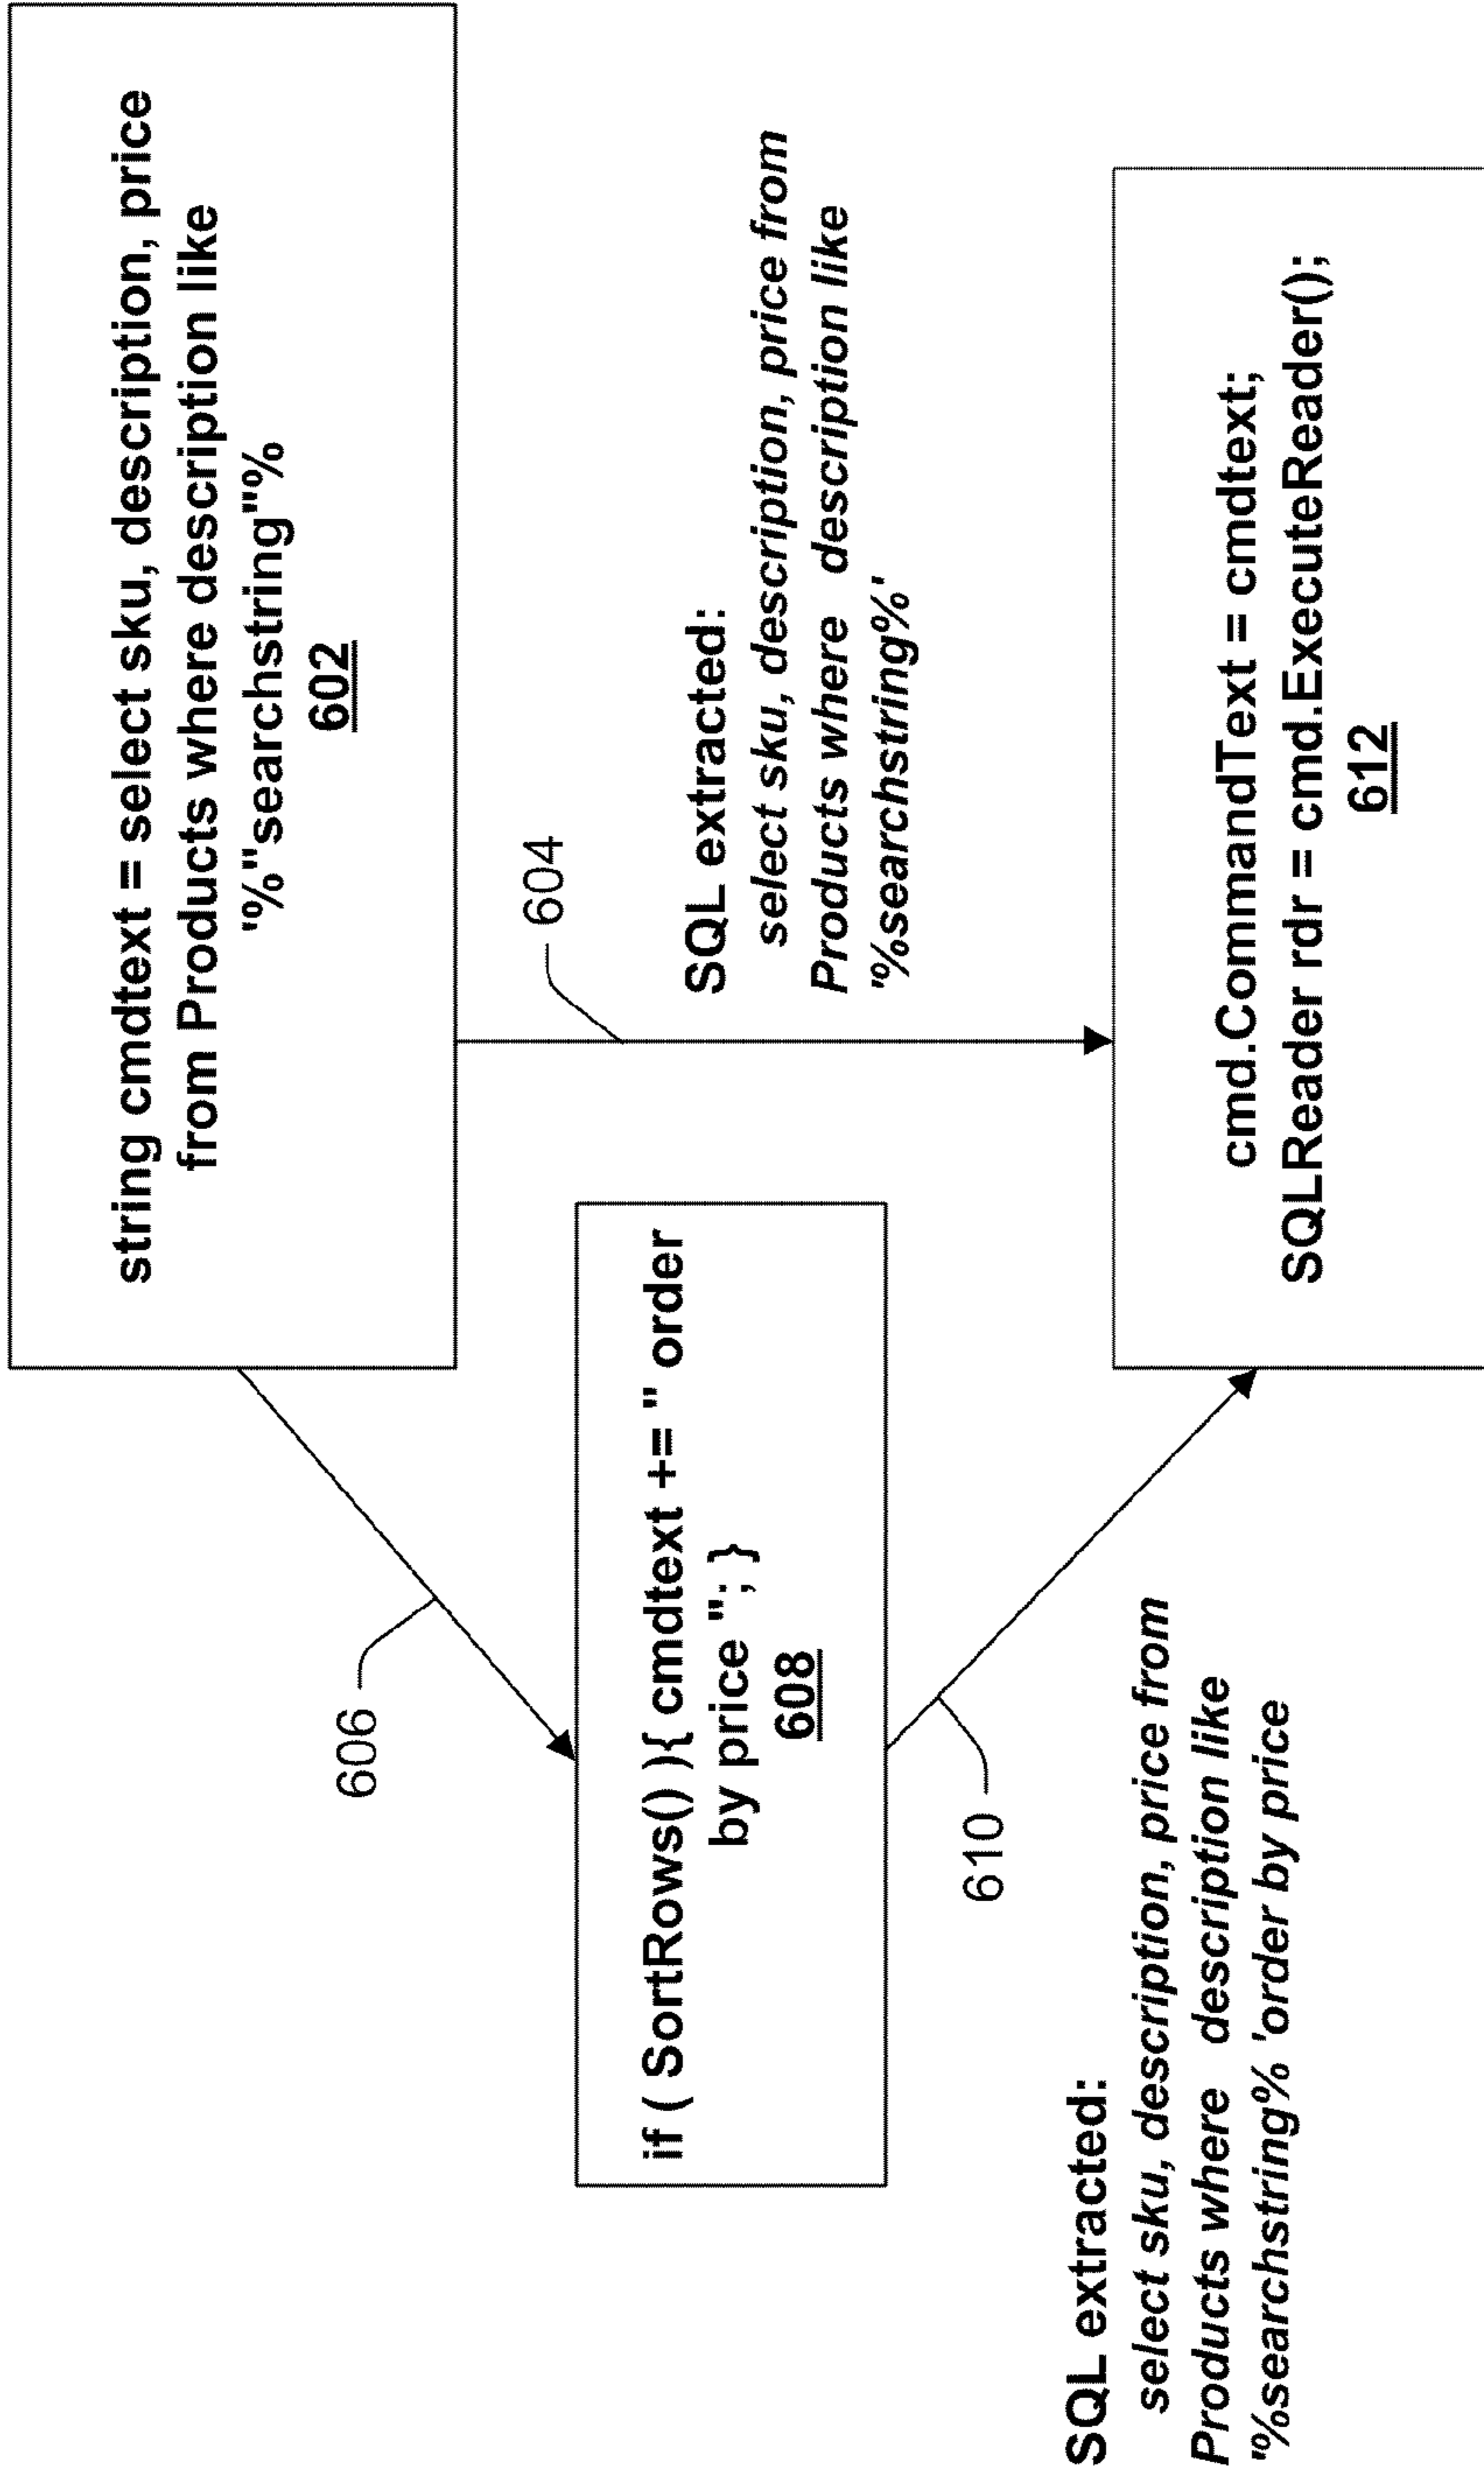 string cmdtext = select sku, description, price
from Products where description like
'%"searchstring"%
602
606
604
if ( SortRows() ){ cmdtext += " order
by price "; }
608
SQL extracted:
select sku, description, price from
Products where description like
'%searchstring%'
610
SQL extracted:
select sku, description, price from
Products where description like
'%searchstring% 'order by price
cmd.CommandText = cmdtext;
SQLReader rdr = cmd.ExecuteReader();
612